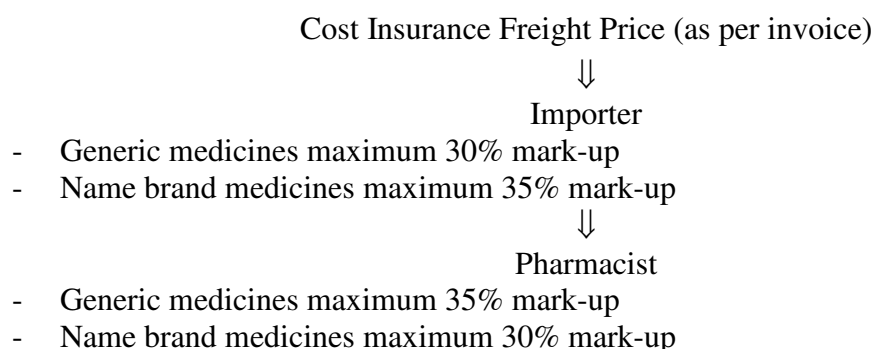 Cost Insurance Freight Price (as per invoice)
⇓
Importer
- Generic medicines maximum 30% mark-up
- Name brand medicines maximum 35% mark-up
⇓
Pharmacist
- Generic medicines maximum 35% mark-up
- Name brand medicines maximum 30% mark-up